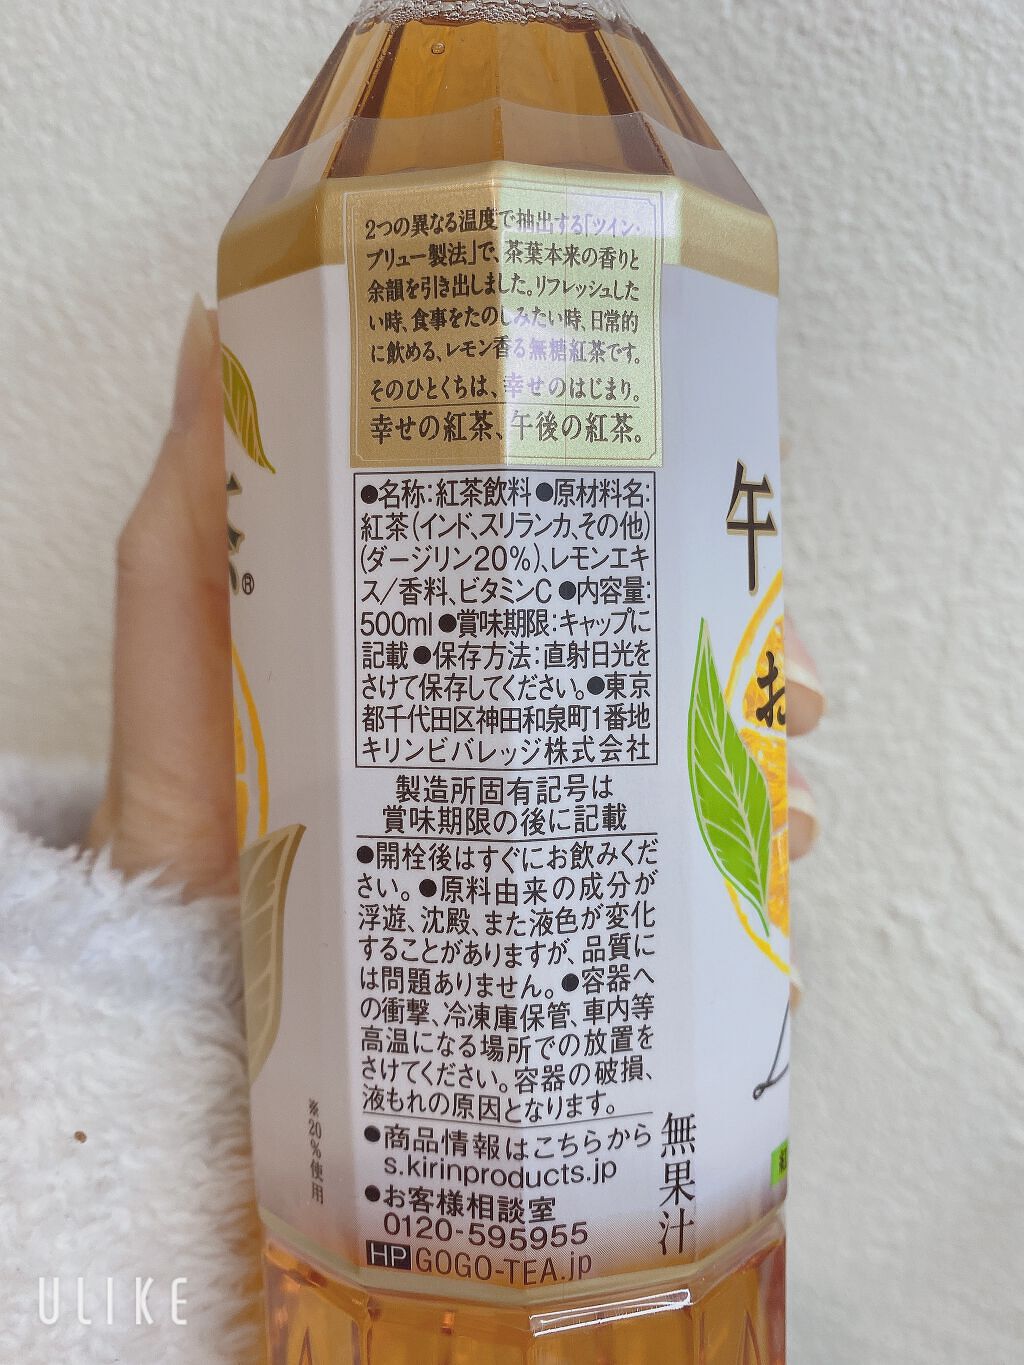 2つの異なる温度で抽出する「ツイン・
ブリュー製法」で、茶葉本来の香りと
余韻を引き出しました。リフレッシュした
い時、食事をたのしみたい時、日常的
に飲める、レモン香る無糖紅茶です。
そのひとくちは、幸せのはじまり。
幸せの紅茶、午後の紅茶。
●名称:紅茶飲料●原材料名:
紅茶(インド、スリランカ、その他)
(ダージリン20%)、レモンエキ
ス/香料、ビタミンC●内容量:
500ml●賞味期限:キャップに
記載●保存方法:直射日光を
さけて保存してください。●東京
都千代田区神田和泉町1番地
キリンビバレッジ株式会社
製造所固有記号は
賞味期限の後に記載
●開栓後はすぐにお飲みくだ
さい。●原料由来の成分が
浮遊、沈殿、また液色が変化
することがありますが、品質に
は問題ありません。●容器へ
の衝撃、冷凍庫保管、車内等
高温になる場所での放置を
さけてください。容器の破損、
液もれの原因となります。
●商品情報はこちらから
s.kirinproducts.jp
●お客様相談室
0120-595955
HP GOGO-TEA.jp
無果汁
※20%使用
茶®
午
お
ULIKE